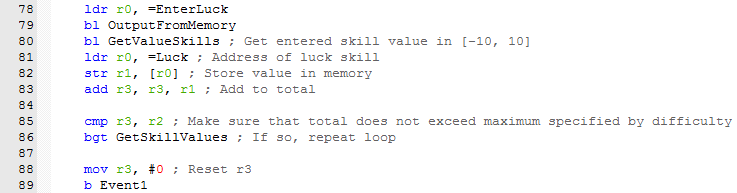 78 ldr r0, =EnterLuck
79 bl OutputFromMemory
80 bl GetValueSkills ; Get entered skill value in [-10, 10]
81 ldr r0, =Luck ; Address of luck skill
82 str r1, [r0] ; Store value in memory
83 add r3, r3, r1 ; Add to total
84
85 cmp r3, r2 ; Make sure that total does not exceed maximum specified by difficulty
86 bgt GetSkillValues ; If so, repeat loop
87
88 mov r3, #0 ; Reset r3
89 b Event1